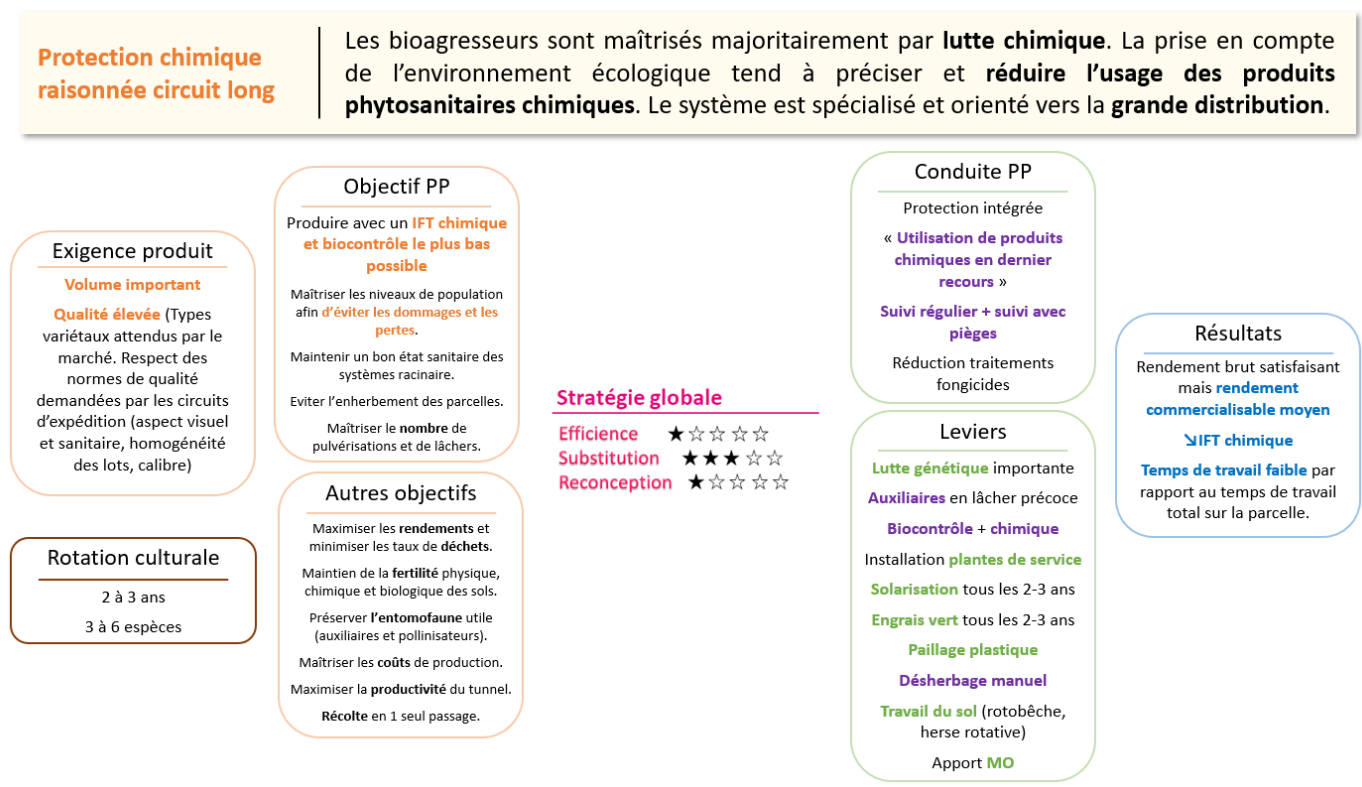 Protection chimique
raisonnée circuit long
Les bioagresseurs sont maîtrisés majoritairement par lutte chimique. La prise en compte
de l'environnement écologique tend à préciser et réduire l'usage des produits
phytosanitaires chimiques. Le système est spécialisé et orienté vers la grande distribution.
Exigence produit
Volume important
Qualité élevée (Types
variétaux attendus par le
marché. Respect des
normes de qualité
demandées par les circuits
d'expédition (aspect visuel
et sanitaire, homogénéité
des lots, calibre)
Rotation culturale
2 à 3 ans
3 à 6 espèces
Objectif PP
Produire avec un IFT chimique
et biocontrôle le plus bas
possible
Maîtriser les niveaux de population
afin d'éviter les dommages et les
pertes.
Maintenir un bon état sanitaire des
systèmes racinaire.
Eviter l'enherbement des parcelles.
Maîtriser le nombre de
pulvérisations et de lâchers.
Autres objectifs
Maximiser les rendements et
minimiser les taux de déchets.
Maintien de la fertilité physique,
chimique et biologique des sols.
Préserver l'entomofaune utile
(auxiliaires et pollinisateurs).
Maîtriser les coûts de production.
Maximiser la productivité du tunnel.
Récolte en 1 seul passage.
Stratégie globale
Efficience ★☆☆☆☆
Substitution ★★★☆☆
Reconception ★☆☆☆☆
Conduite PP
Protection intégrée
« Utilisation de produits
chimiques en dernier
recours »
Suivi régulier + suivi avec
pièges
Réduction traitements
fongicides
Leviers
Lutte génétique importante
Auxiliaires en lâcher précoce
Biocontrôle + chimique
Installation plantes de service
Solarisation tous les 2-3 ans
Engrais vert tous les 2-3 ans
Paillage plastique
Désherbage manuel
Travail du sol (rotobêche,
herse rotative)
Apport MO
Résultats
Rendement brut satisfaisant
mais rendement
commercialisable moyen
↘IFT chimique
Temps de travail faible par
rapport au temps de travail
total sur la parcelle.